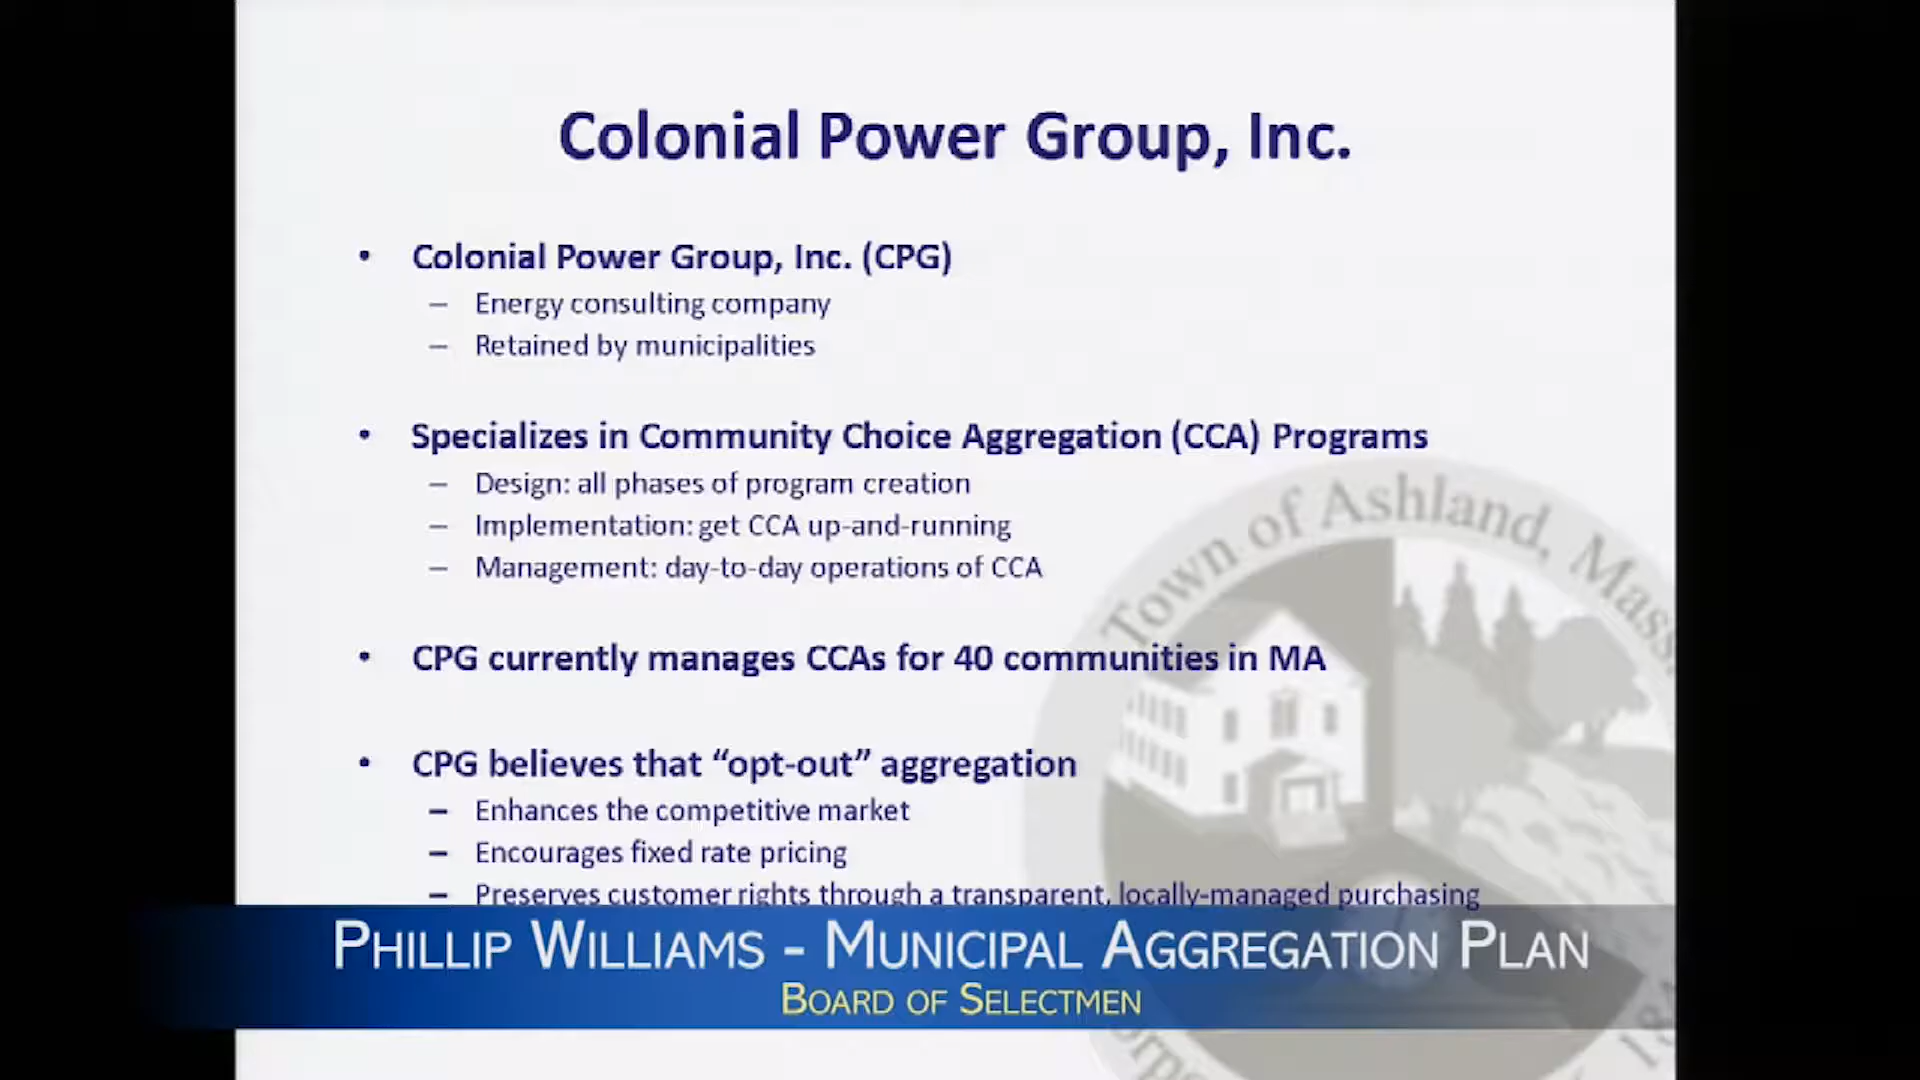 Colonial Power Group, Inc.
• Colonial Power Group, Inc. (CPG)
– Energy consulting company
– Retained by municipalities
• Specializes in Community Choice Aggregation (CCA) Programs
– Design: all phases of program creation
– Implementation: get CCA up-and-running
– Management: day-to-day operations of CCA
• CPG currently manages CCAs for 40 communities in MA
• CPG believes that “opt-out” aggregation
– Enhances the competitive market
– Encourages fixed rate pricing
– Preserves customer rights through a transparent, locally-managed purchasing
Town of Ashland, Mass
PHILLIP WILLIAMS - MUNICIPAL AGGREGATION PLAN
BOARD OF SELECTMEN